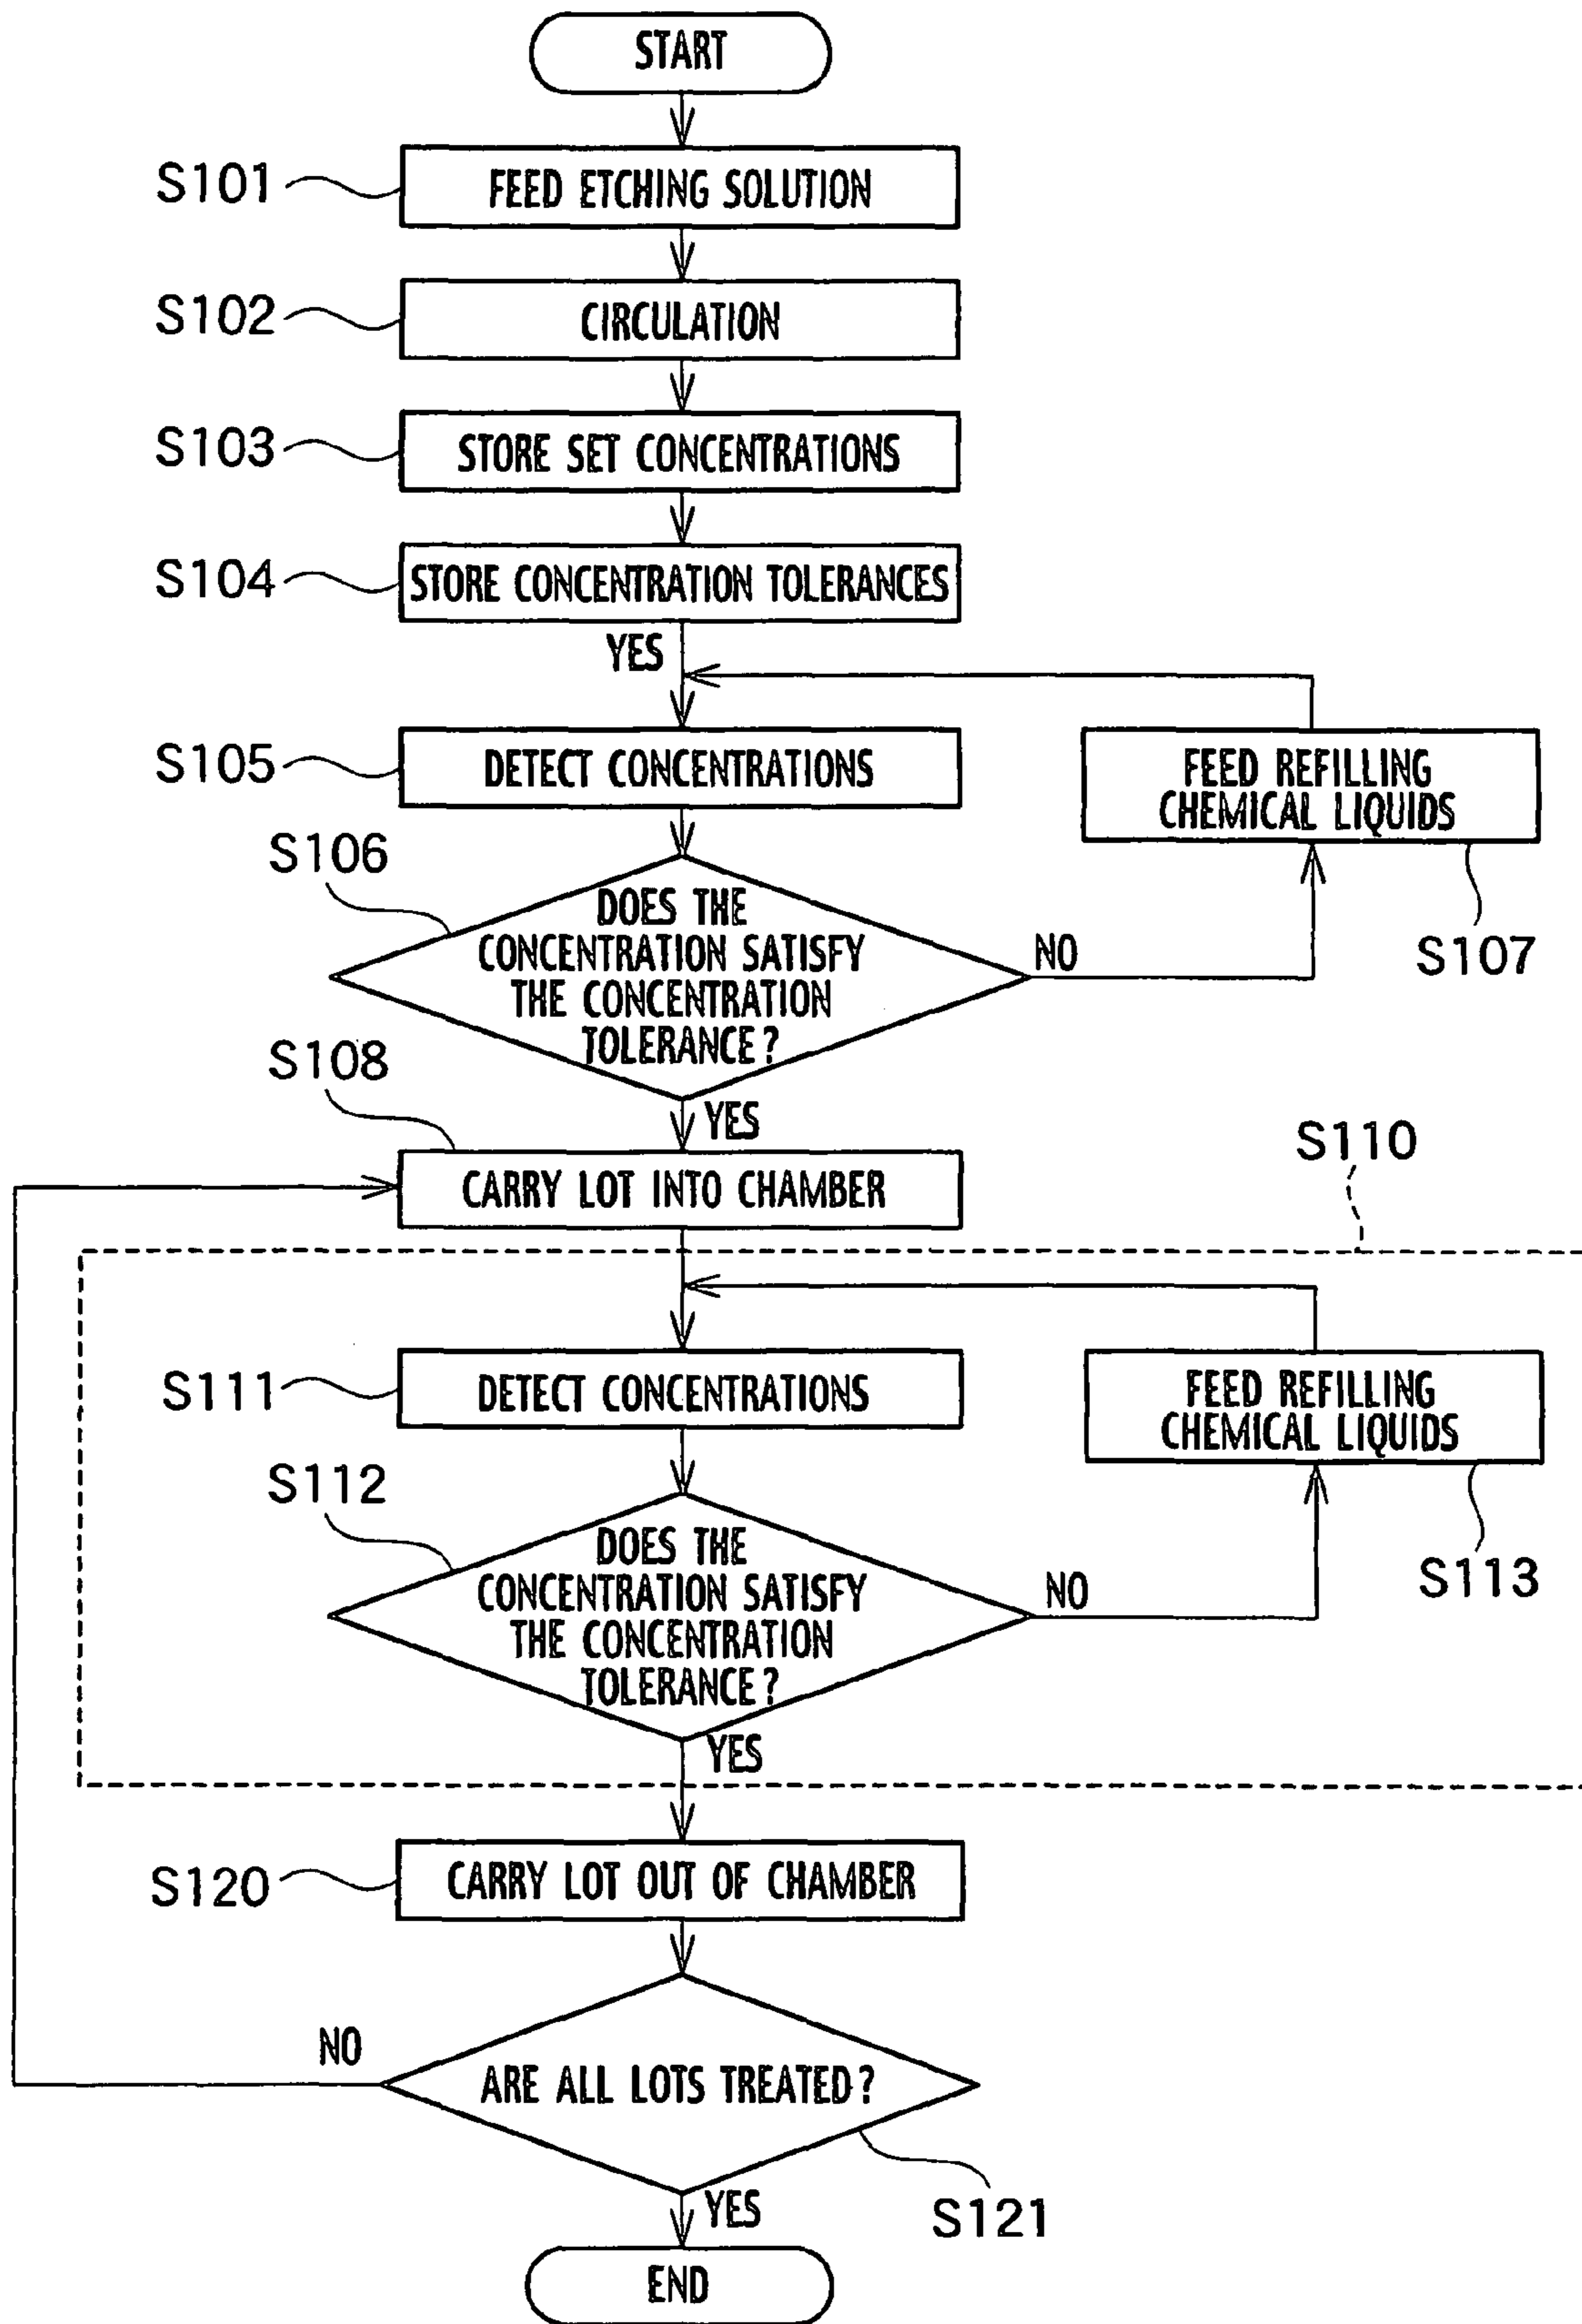 START
S101
FEED ETCHING SOLUTION
S102
CIRCULATION
S103
STORE SET CONCENTRATIONS
S104
STORE CONCENTRATION TOLERANCES
YES
S105
DETECT CONCENTRATIONS
FEED REFILLING
CHEMICAL LIQUIDS
S107
S106
DOES THE
CONCENTRATION SATISFY
THE CONCENTRATION
TOLERANCE?
NO
YES
S108
CARRY LOT INTO CHAMBER
S110
S111
DETECT CONCENTRATIONS
FEED REFILLING
CHEMICAL LIQUIDS
S113
S112
DOES THE
CONCENTRATION SATISFY
THE CONCENTRATION
TOLERANCE?
NO
YES
S120
CARRY LOT OUT OF CHAMBER
NO
ARE ALL LOTS TREATED?
S121
YES
END